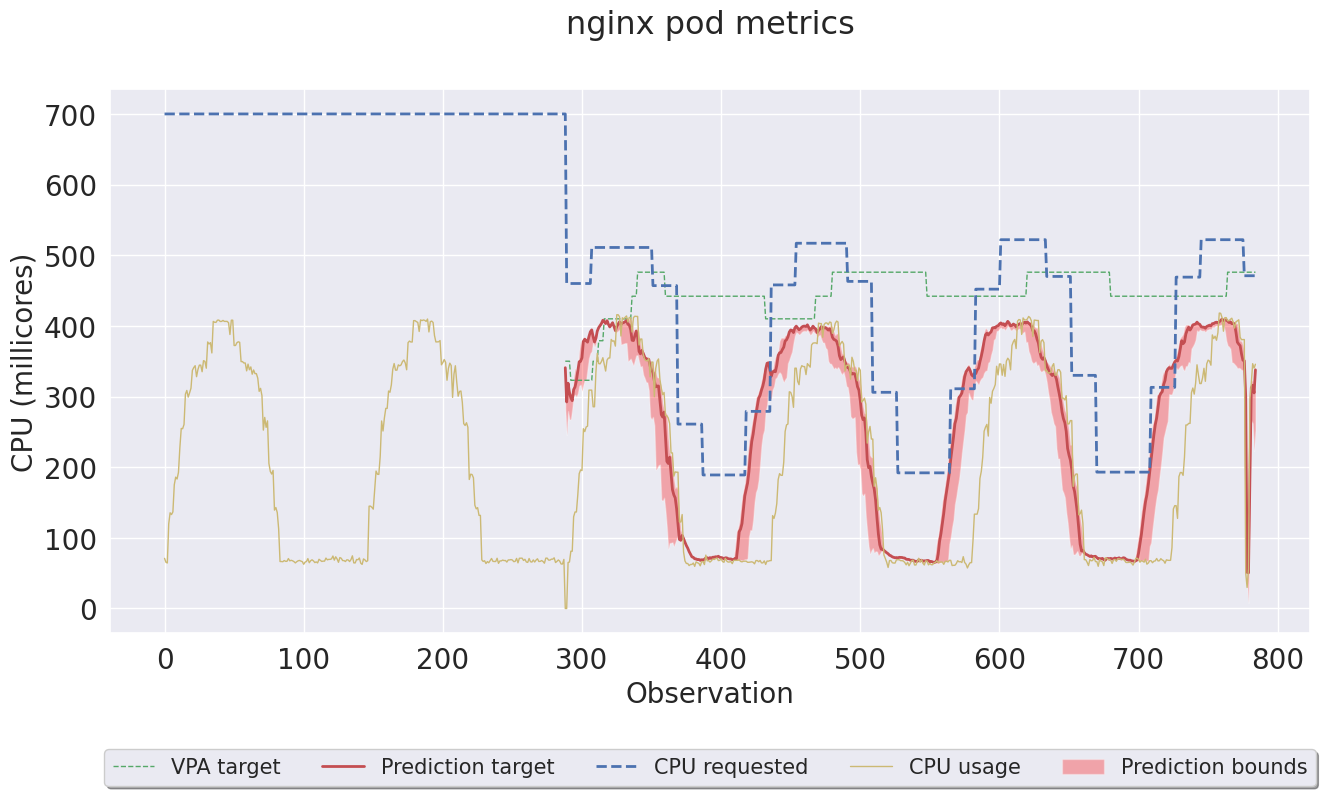 nginx pod metrics
CPU (millicores)
700
600
500
400
300
200
100
0
0 100 200 300 400 500 600 700 800
Observation
VPA target Prediction target CPU requested CPU usage Prediction bounds